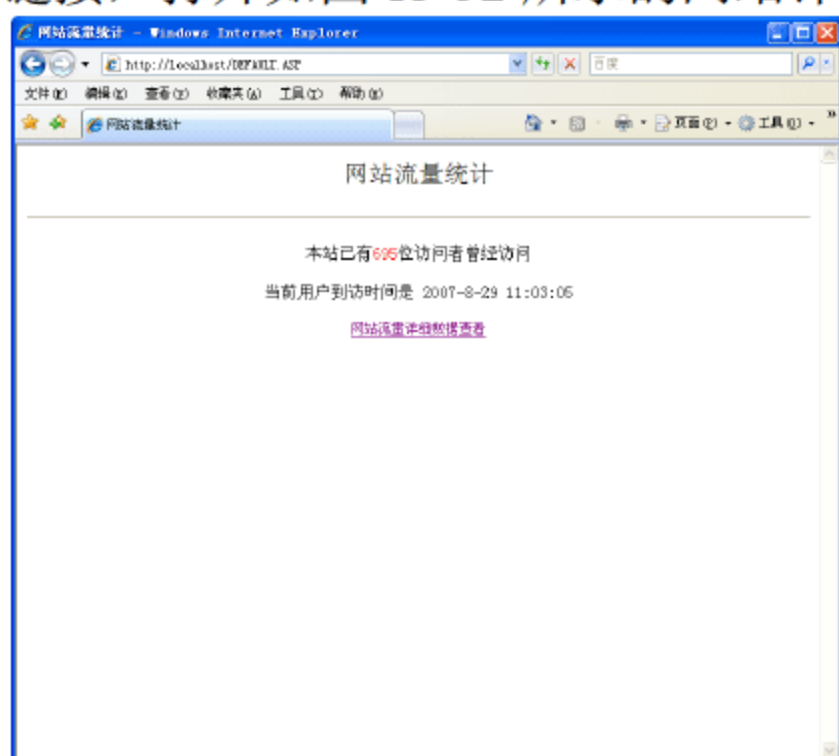 网站流量统计 - Windows Internet Explorer
http://localhost/DEFAULT.ASP 百度
文件(F) 编辑(E) 查看(V) 收藏夹(A) 工具(T) 帮助(H)
网站流量统计 页面(P) 工具(O) »
网站流量统计
本站已有695位访问者曾经访问
当前用户到访时间是 2007-8-29 11:03:05
网站流量详细数据查看